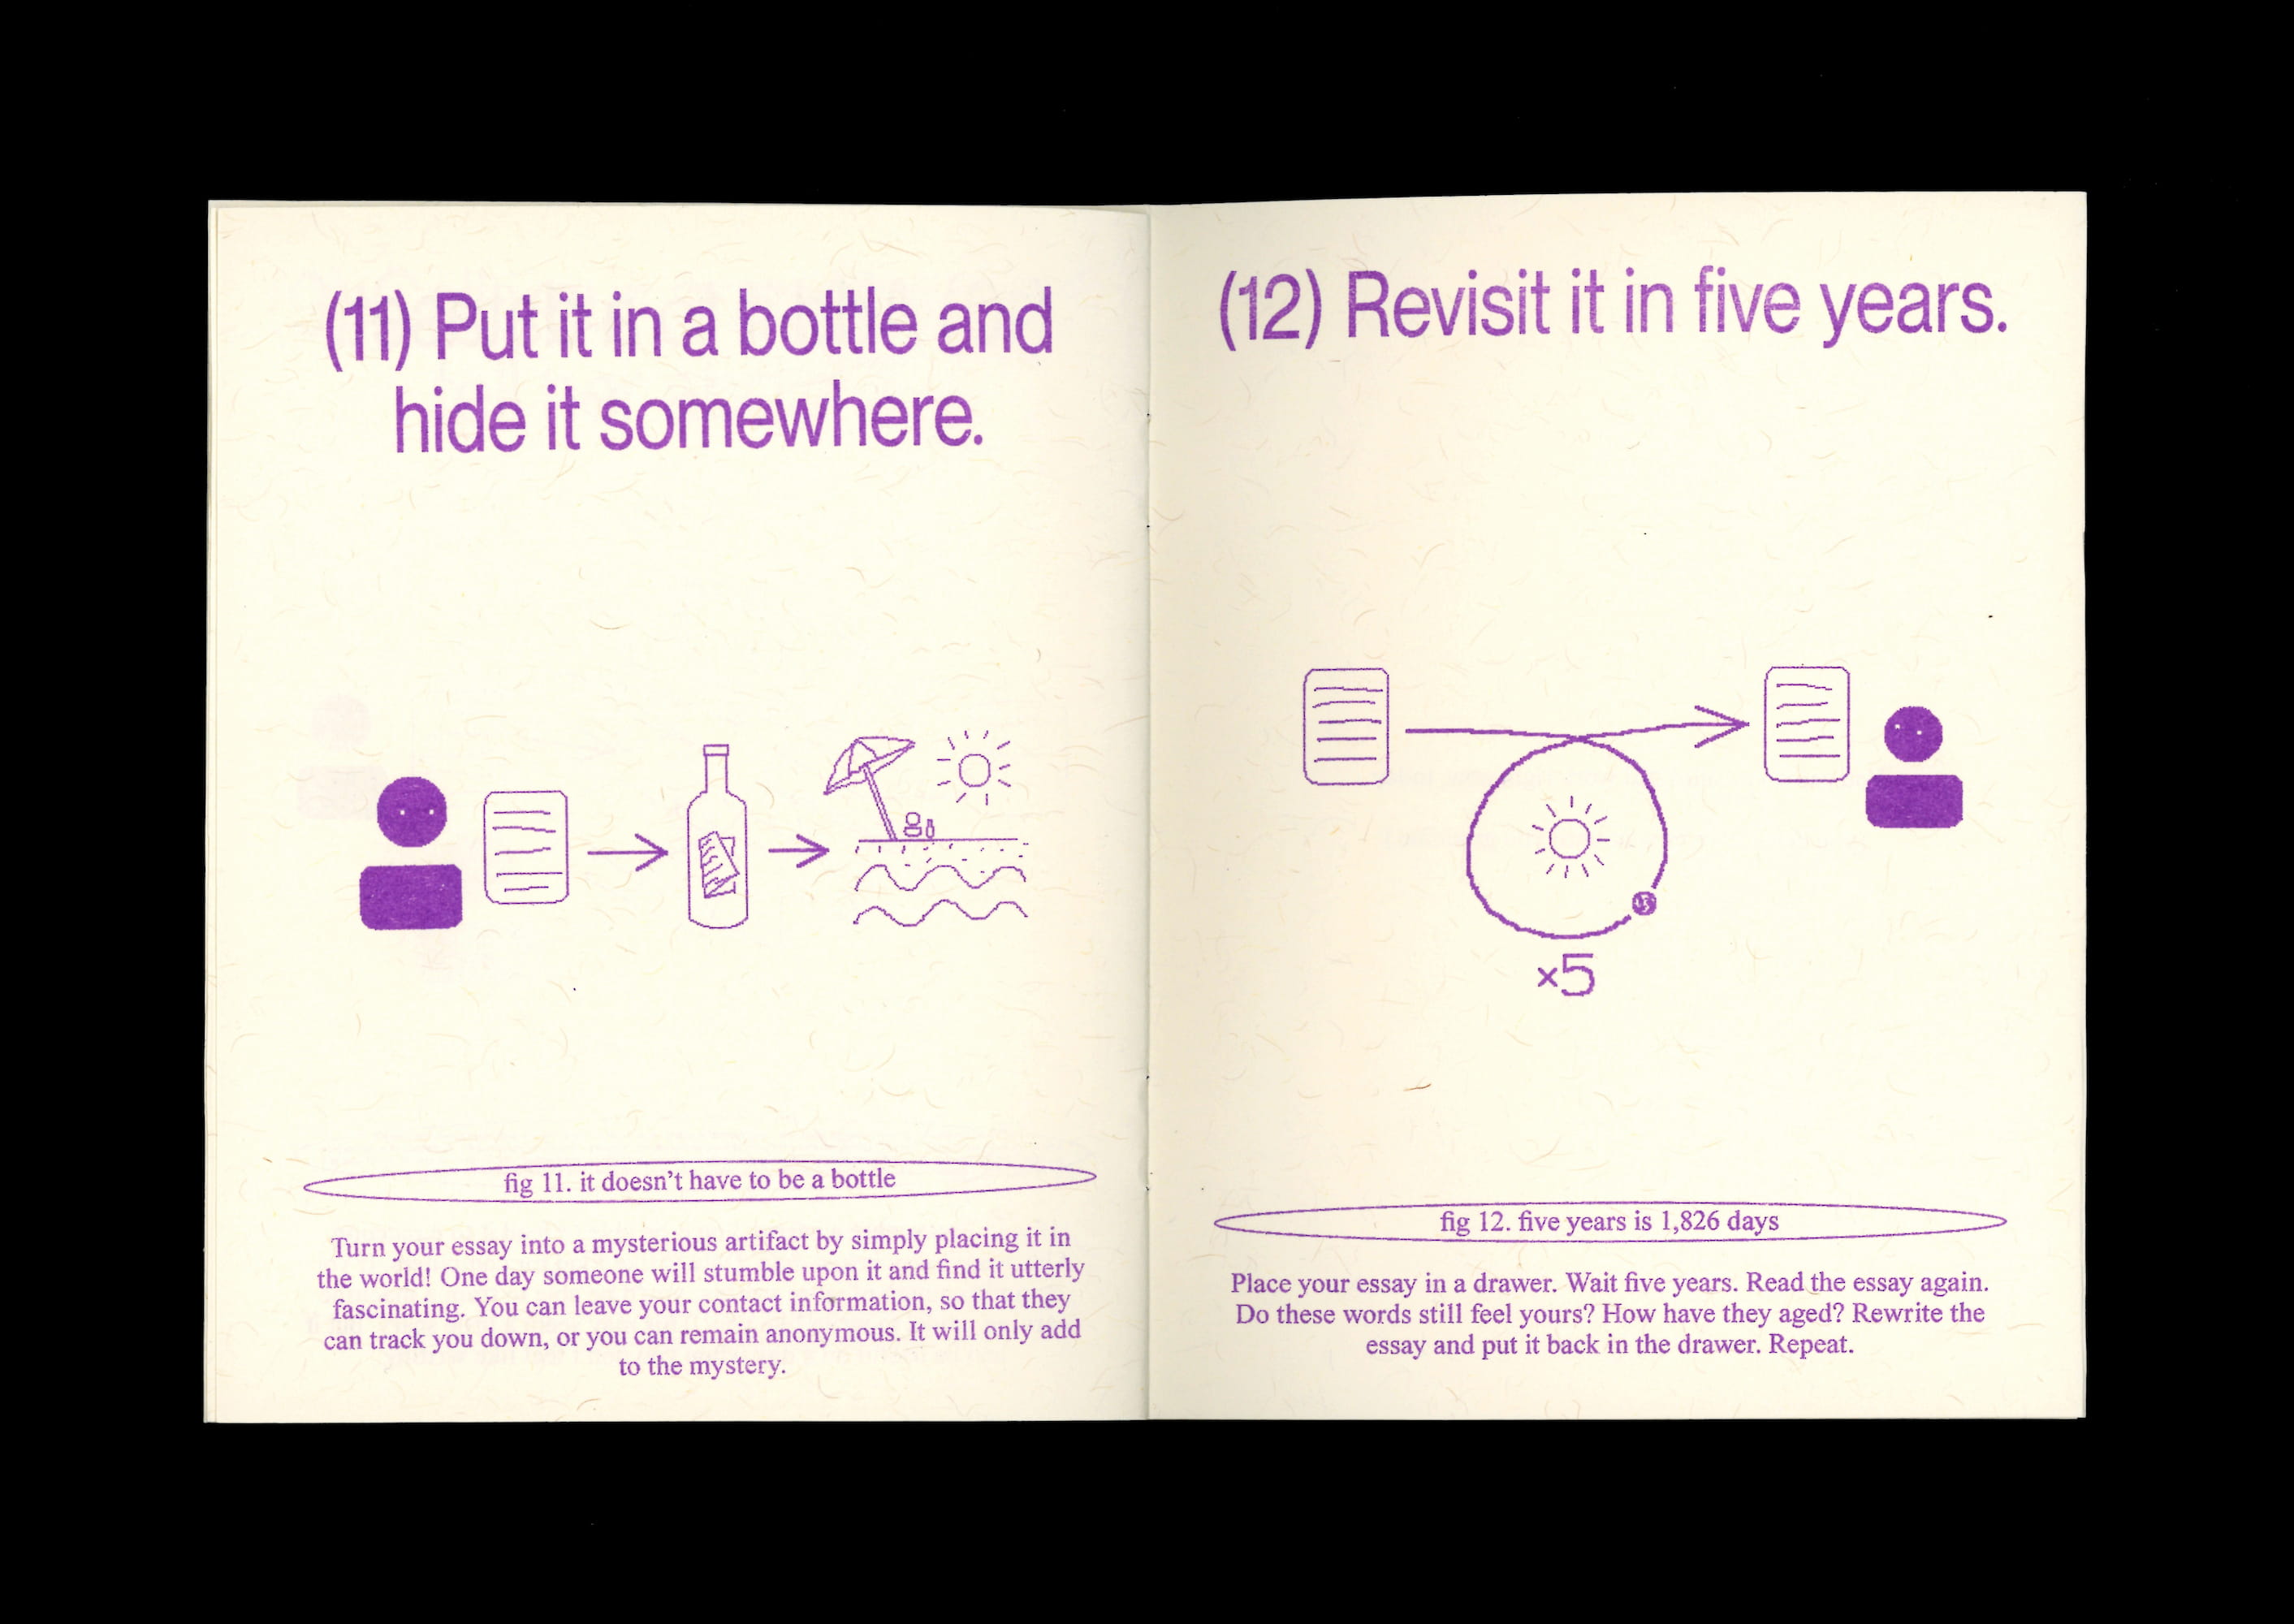 (11) Put it in a bottle and
hide it somewhere.
fig 11. it doesn't have to be a bottle
Turn your essay into a mysterious artifact by simply placing it in
the world! One day someone will stumble upon it and find it utterly
fascinating. You can leave your contact information, so that they
can track you down, or you can remain anonymous. It will only add
to the mystery.
(12) Revisit it in five years.
x5
fig 12. five years is 1,826 days
Place your essay in a drawer. Wait five years. Read the essay again.
Do these words still feel yours? How have they aged? Rewrite the
essay and put it back in the drawer. Repeat.